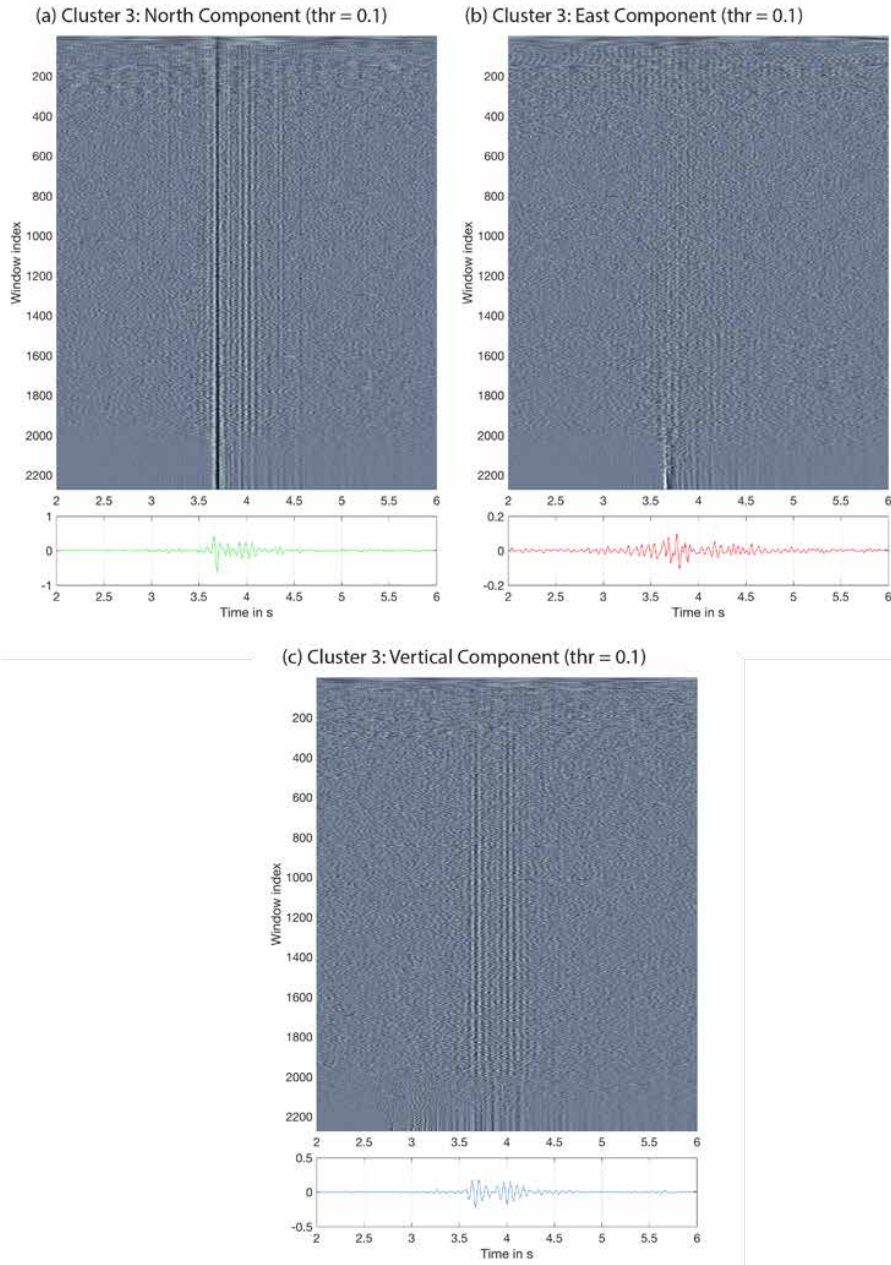 (a) Cluster 3: North Component (thr = 0.1)
Window index
200
400
600
800
1000
1200
1400
1600
1800
2000
2200
2 2.5 3 3.5 4 4.5 5 5.5 6
1
0
-1
2 2.5 3 3.5 4 4.5 5 5.5 6
Time in s
(b) Cluster 3: East Component (thr = 0.1)
Window index
200
400
600
800
1000
1200
1400
1600
1800
2000
2200
2 2.5 3 3.5 4 4.5 5 5.5 6
0.2
0
-0.2
2 2.5 3 3.5 4 4.5 5 5.5 6
Time in s
(c) Cluster 3: Vertical Component (thr = 0.1)
Window index
200
400
600
800
1000
1200
1400
1600
1800
2000
2200
2 2.5 3 3.5 4 4.5 5 5.5 6
0.5
0
-0.5
2 2.5 3 3.5 4 4.5 5 5.5 6
Time in s